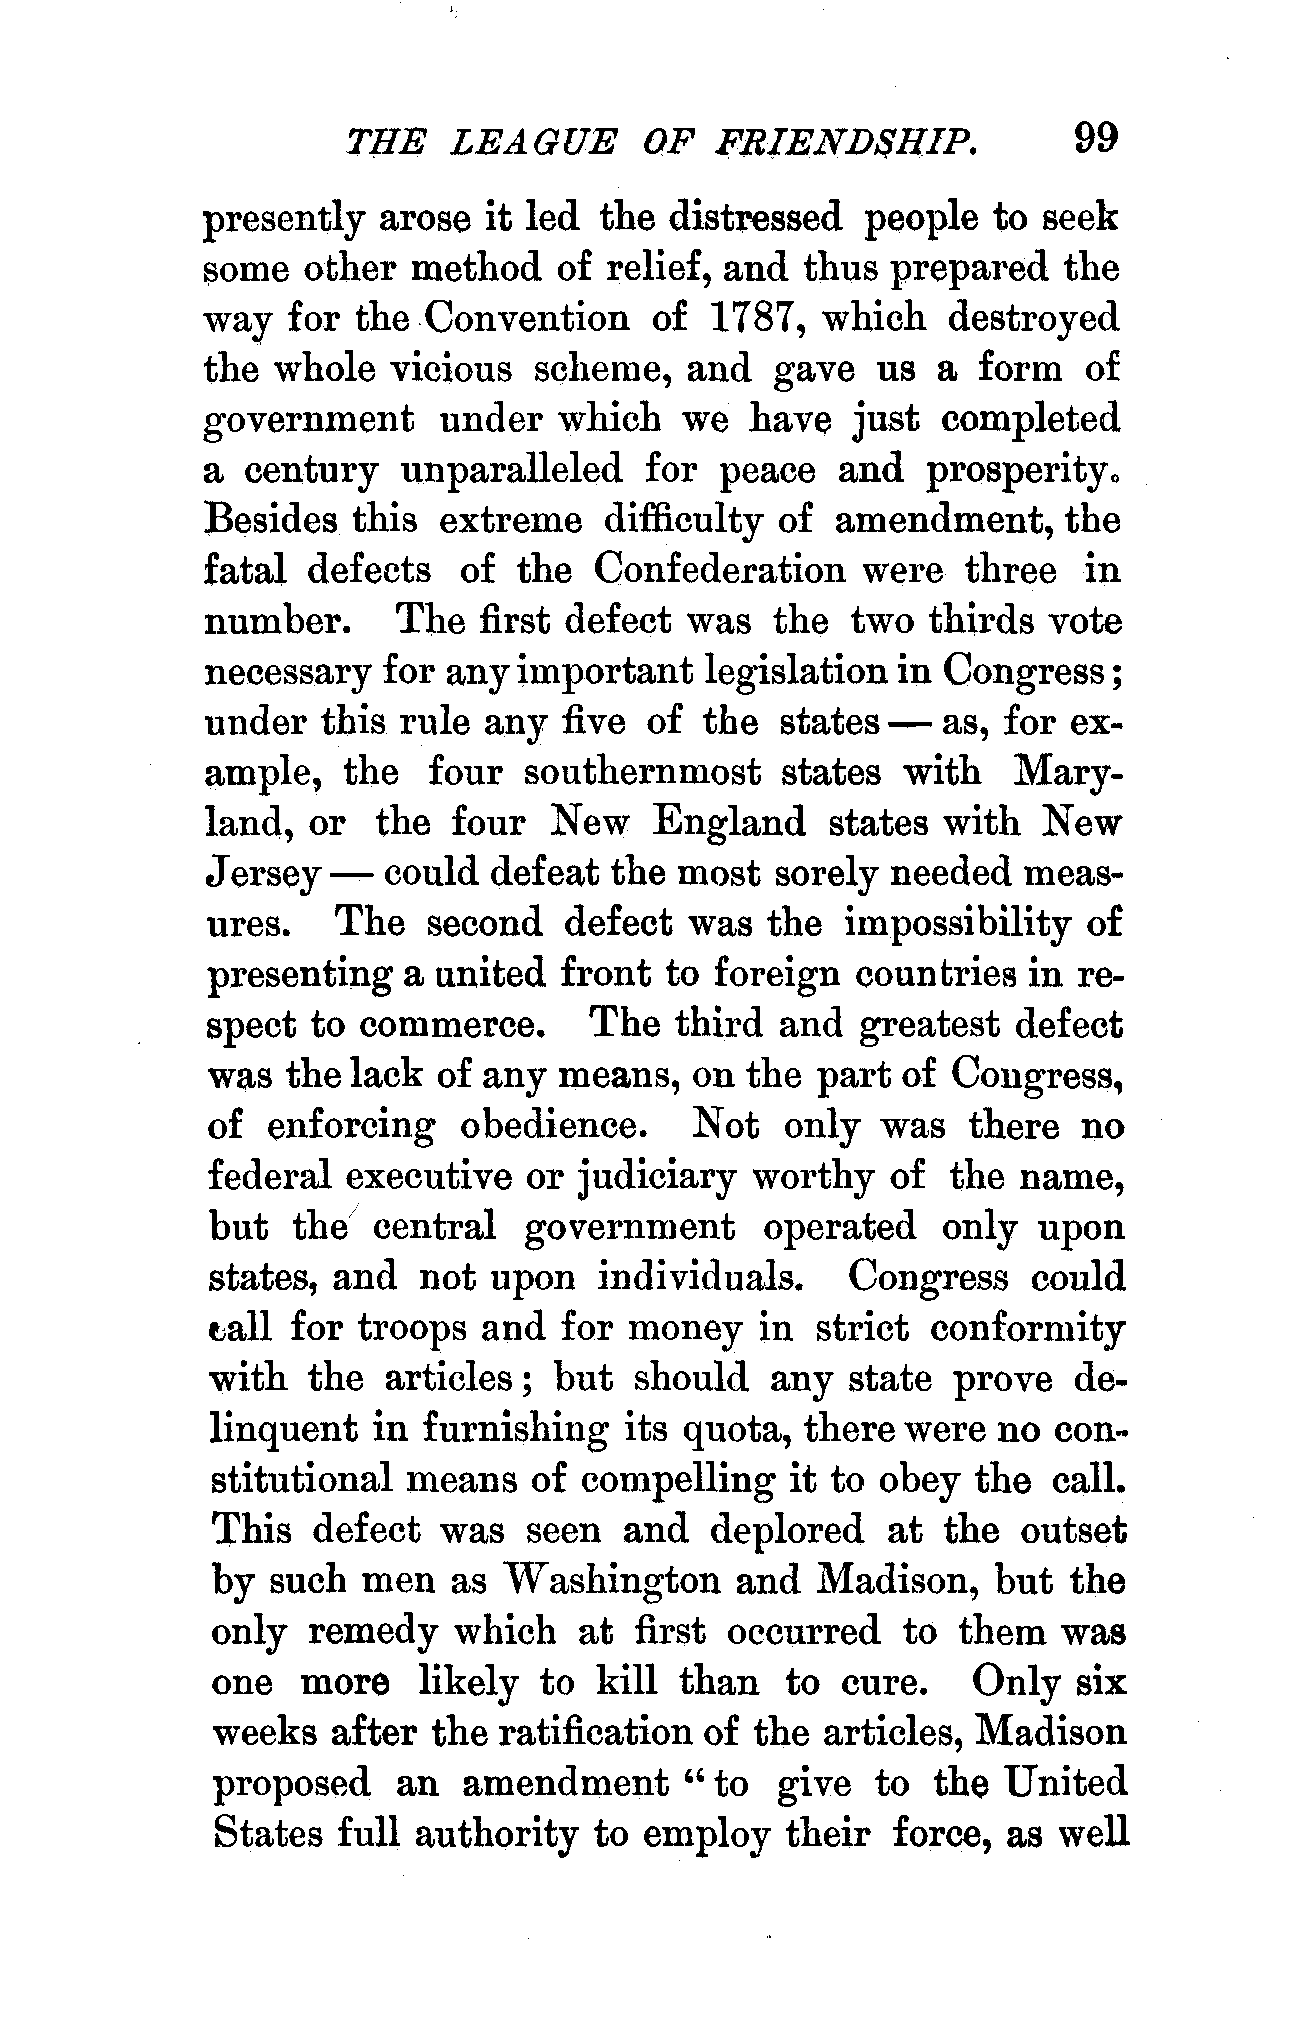 THE LEAGUE OF FRIENDSHIP. 99
presently arose it led the distressed people to seek
some other method of relief, and thus prepared the
way for the Convention of 1787, which destroyed
the whole vicious scheme, and gave us a form of
government under which we have just completed
a century unparalleled for peace and prosperity.
Besides this extreme difficulty of amendment, the
fatal defects of the Confederation were three in
number. The first defect was the two thirds vote
necessary for any important legislation in Congress;
under this rule any five of the states — as, for ex-
ample, the four southernmost states with Mary-
land, or the four New England states with New
Jersey — could defeat the most sorely needed meas-
ures. The second defect was the impossibility of
presenting a united front to foreign countries in re-
spect to commerce. The third and greatest defect
was the lack of any means, on the part of Congress,
of enforcing obedience. Not only was there no
federal executive or judiciary worthy of the name,
but the central government operated only upon
states, and not upon individuals. Congress could
call for troops and for money in strict conformity
with the articles; but should any state prove de-
linquent in furnishing its quota, there were no con-
stitutional means of compelling it to obey the call.
This defect was seen and deplored at the outset
by such men as Washington and Madison, but the
only remedy which at first occurred to them was
one more likely to kill than to cure. Only six
weeks after the ratification of the articles, Madison
proposed an amendment "to give to the United
States full authority to employ their force, as well